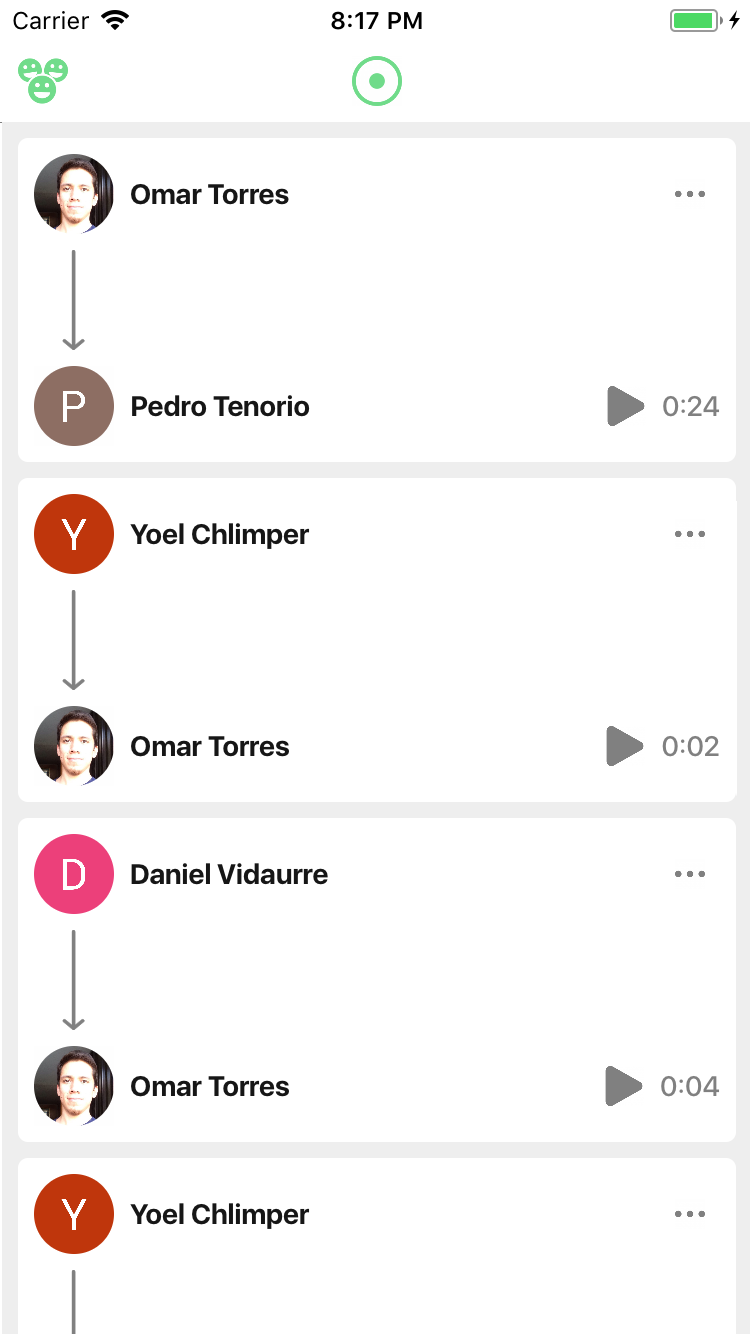 Carrier 8:17 PM
Omar Torres
P Pedro Tenorio 0:24
Y Yoel Chlimper
Omar Torres 0:02
D Daniel Vidaurre
Omar Torres 0:04
Y Yoel Chlimper